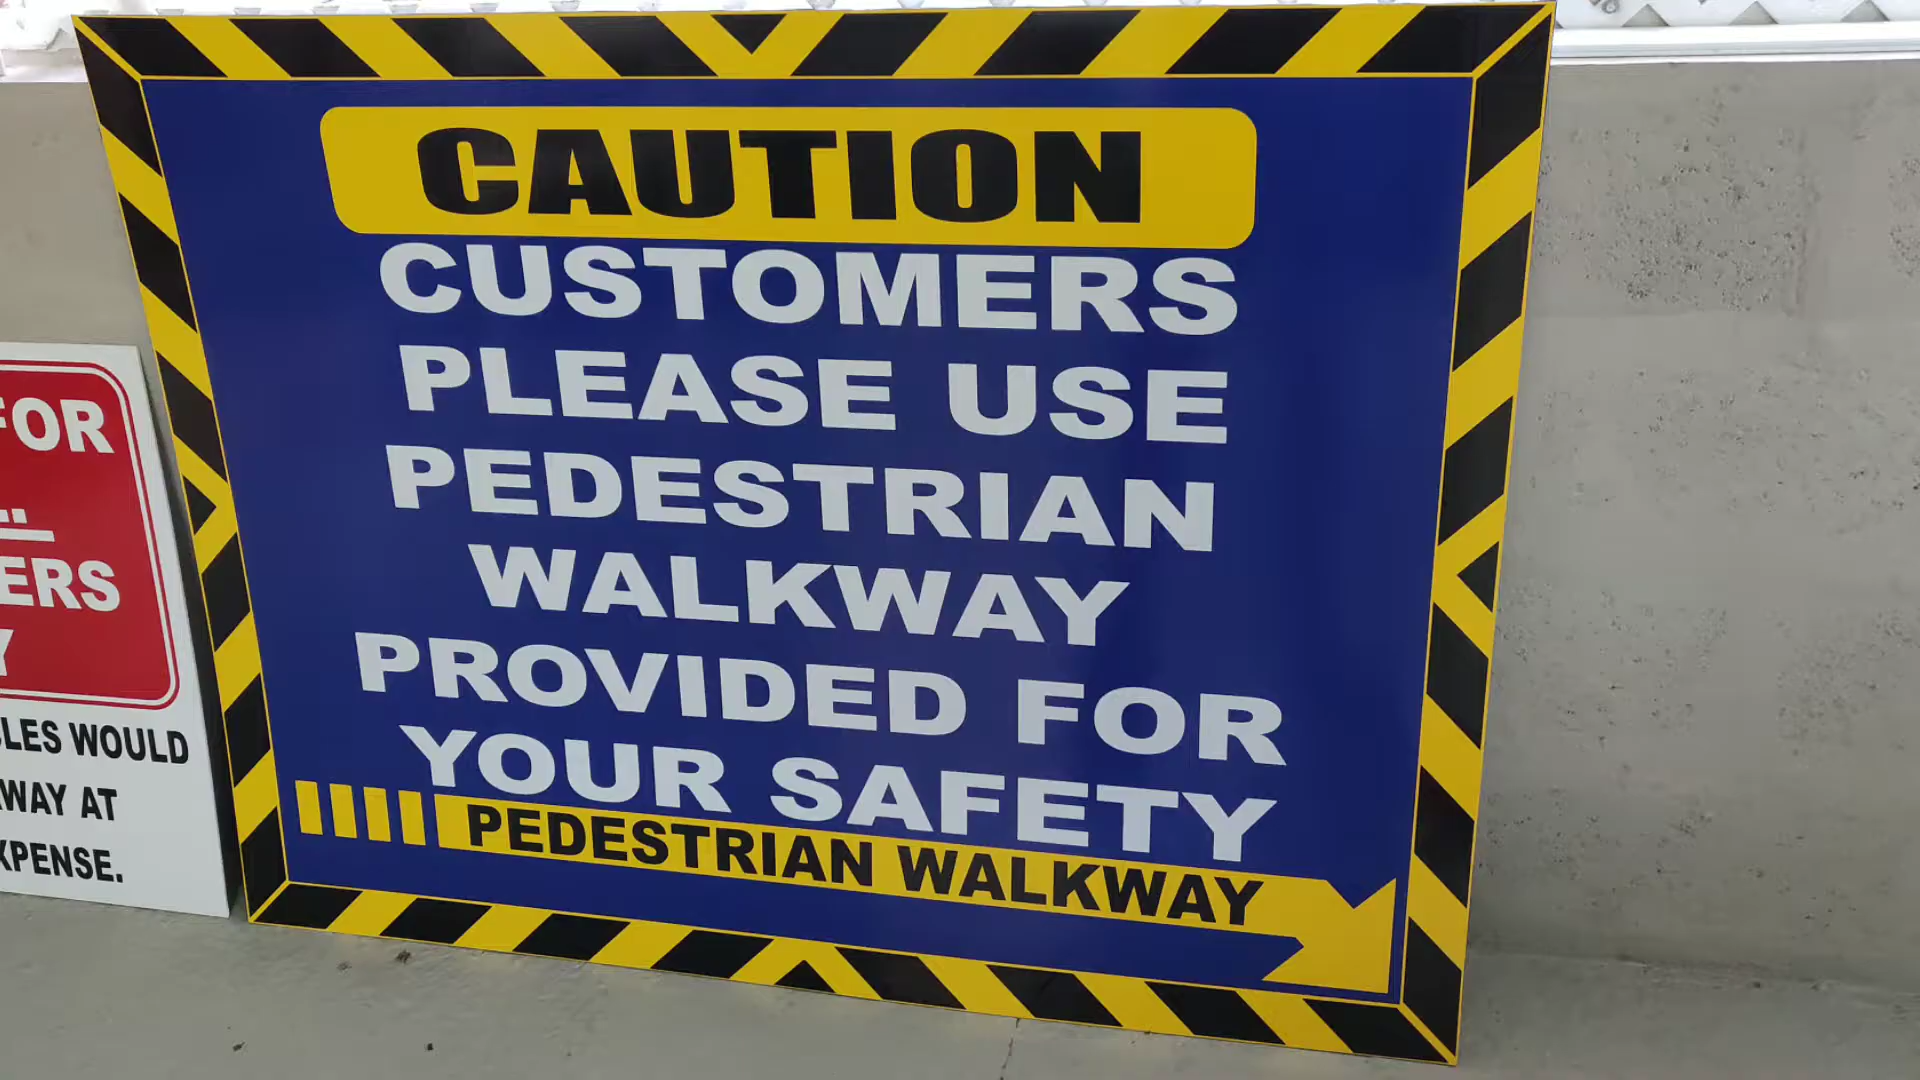 CAUTION
CUSTOMERS
PLEASE USE
PEDESTRIAN
WALKWAY
PROVIDED FOR
YOUR SAFETY
PEDESTRIAN WALKWAY
FOR
ERS
Y
LES WOULD
WAY AT
XPENSE.